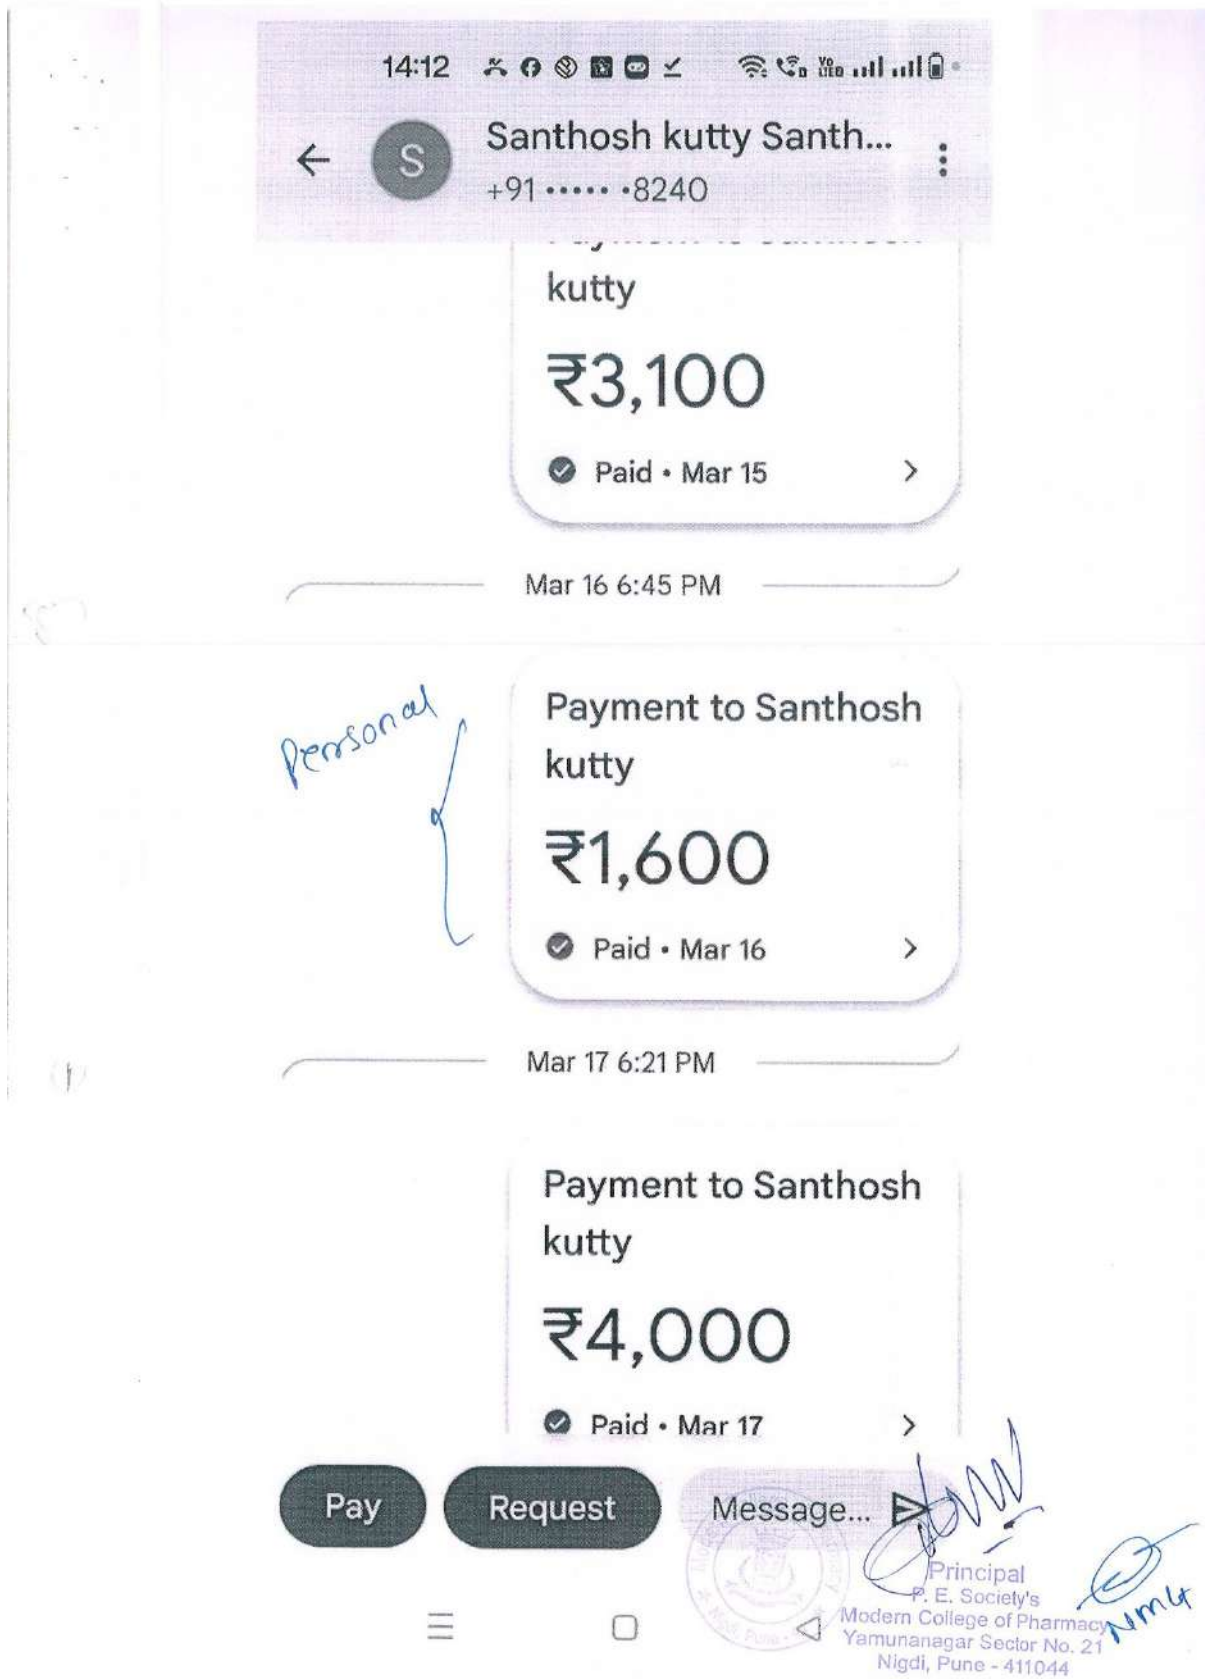 14:12
Santhosh kutty Santh...
+91 ••••• •8240
kutty
₹3,100
Paid • Mar 15
Mar 16 6:45 PM
Personal
Payment to Santhosh
kutty
₹1,600
Paid • Mar 16
Mar 17 6:21 PM
Payment to Santhosh
kutty
₹4,000
Paid • Mar 17
Pay
Request
Message...
Principal
P. E. Society's
Modern College of Pharmacy
Yamunanagar Sector No. 21
Nigdi, Pune - 411044